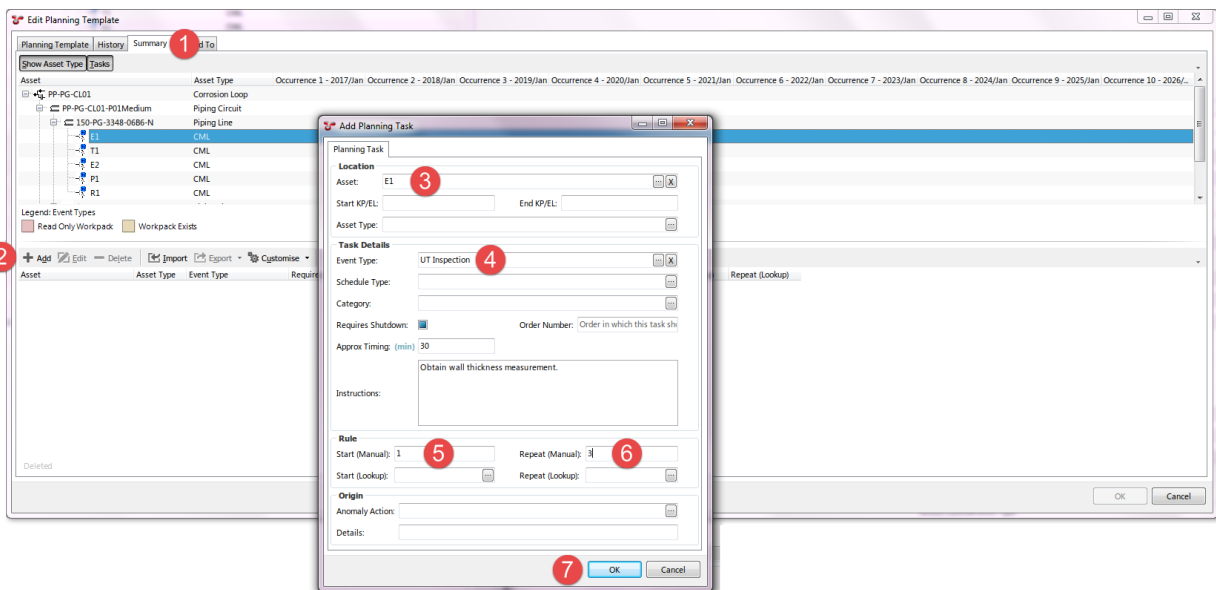 Edit Planning Template
Planning Template History Summary 1 d To
Show Asset Type Tasks
Asset Asset Type Occurrence 1 - 2017/Jan Occurrence 2 - 2018/Jan Occurrence 3 - 2019/Jan Occurrence 4 - 2020/Jan Occurrence 5 - 2021/Jan Occurrence 6 - 2022/Jan Occurrence 7 - 2023/Jan Occurrence 8 - 2024/Jan Occurrence 9 - 2025/Jan Occurrence 10 - 2026/...
PP-PG-CL01 Corrosion Loop
PP-PG-CL01-P01Medium Piping Circuit
150-PG-3348-06B6-N Piping Line
E1 CML
T1 CML
E2 CML
P1 CML
R1 CML
Legend: Event Types
Read Only Workpack Workpack Exists
2 Add Edit Delete Import Export Customise
Asset Asset Type Event Type Require Repeat (Lookup)
Deleted
OK Cancel
Add Planning Task
Planning Task
Location
Asset: E1 3 ... X
Start KP/EL: End KP/EL:
Asset Type: ...
Task Details
Event Type: UT Inspection 4 ... X
Schedule Type: ...
Category: ...
Requires Shutdown: Order Number: Order in which this task sh
Approx Timing: (min) 30
Instructions: Obtain wall thickness measurement.
Rule
Start (Manual): 1 5 Repeat (Manual): 3 6
Start (Lookup): ... Repeat (Lookup): ...
Origin
Anomaly Action: ...
Details:
7 OK Cancel